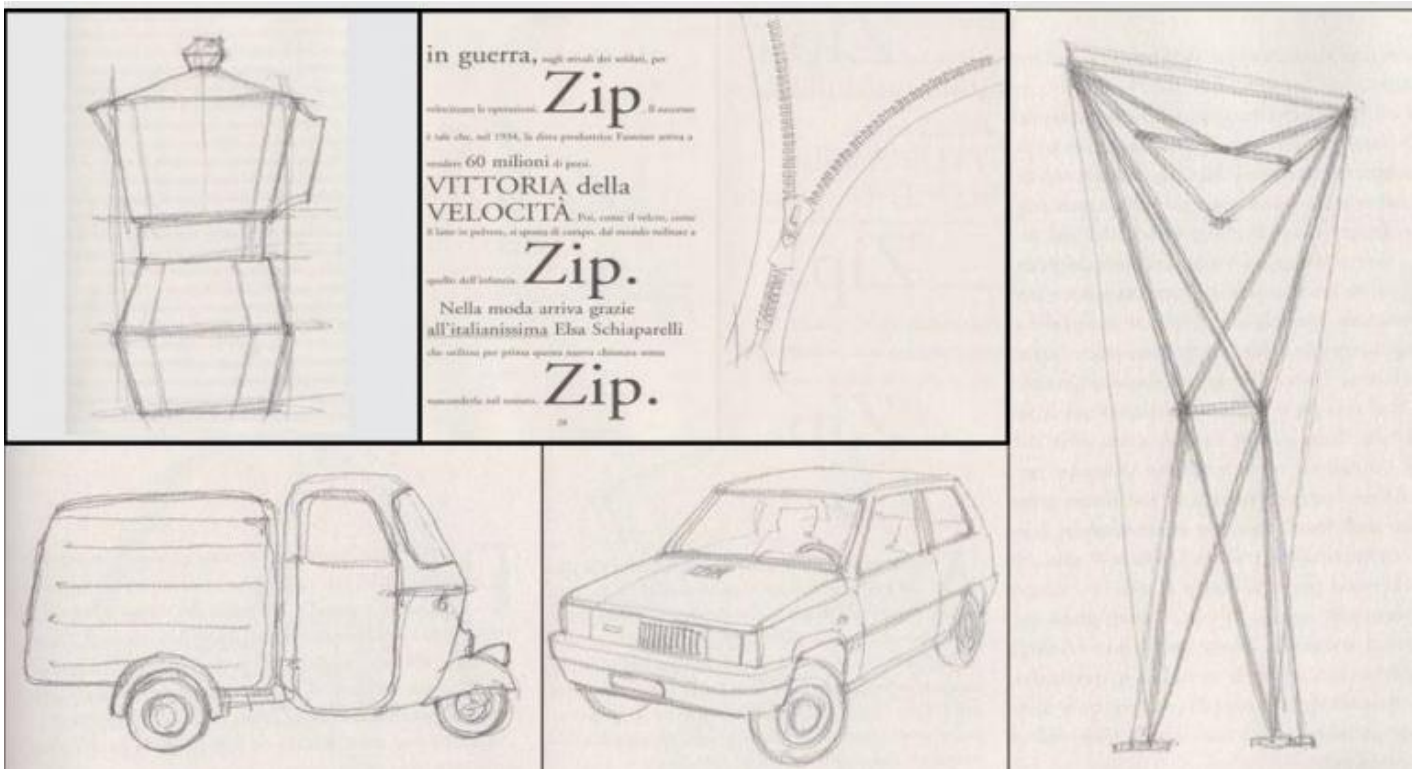 in guerra, sugli stivali dei soldati, per
velocizzare le operazioni. Zip. Il successo
è tale che, nel 1934, la ditta produttrice Fastener arriva a
vendere 60 milioni di pezzi.
VITTORIA della
VELOCITÀ. Poi, come il velcro, come
il latte in polvere, si sposta di campo, dal mondo militare a
quello dell'infanzia. Zip.
Nella moda arriva grazie
all'italianissima Elsa Schiaparelli
che utilizza per prima questa nuova chiusura senza
nasconderla nel tessuto. Zip.
28